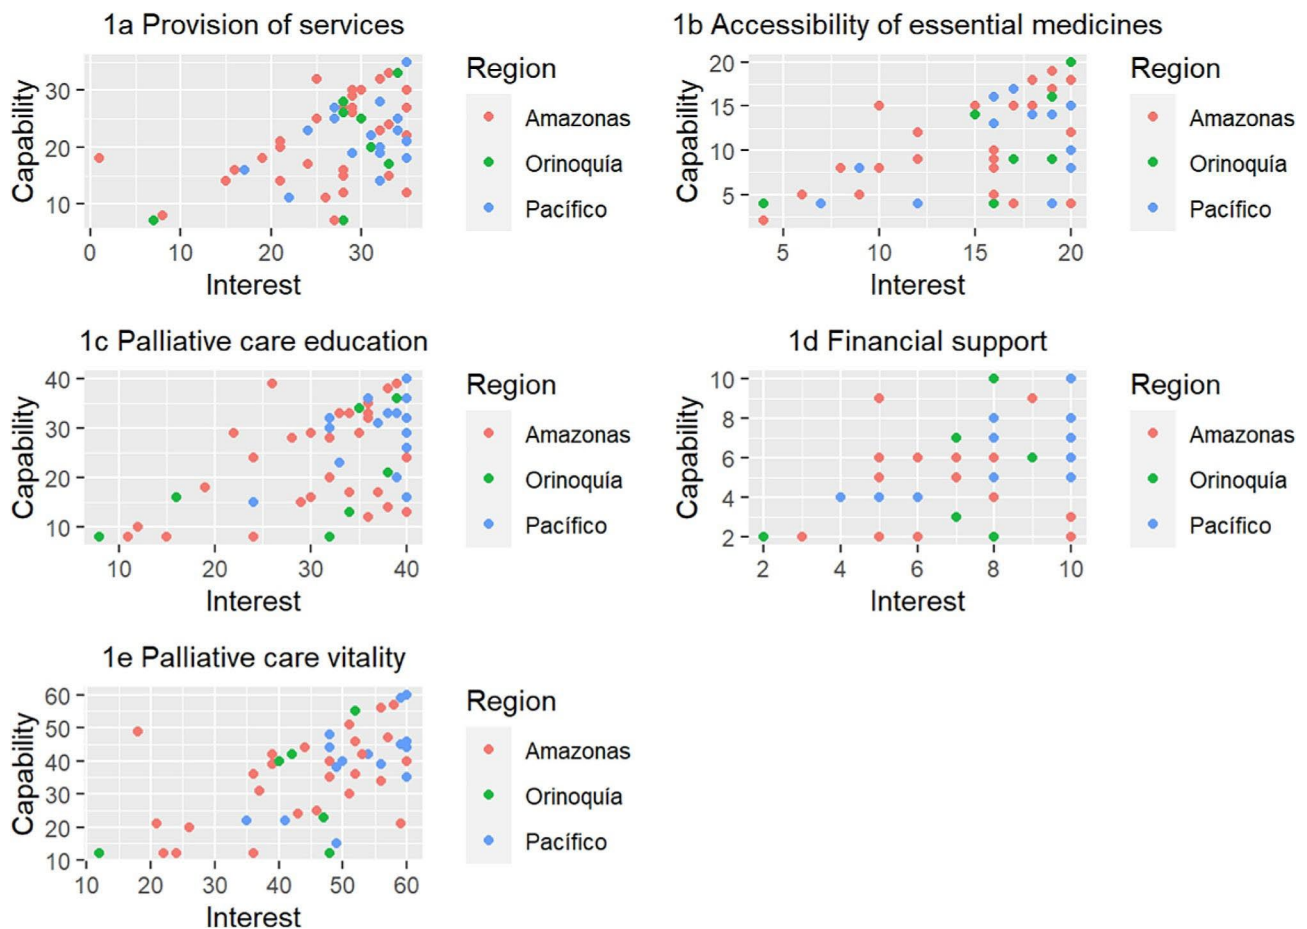 1a Provision of services
Capability
30
20
10
0 10 20 30
Interest
Region
Amazonas
Orinoquía
Pacífico
1b Accessibility of essential medicines
Capability
20
15
10
5
5 10 15 20
Interest
Region
Amazonas
Orinoquía
Pacífico
1c Palliative care education
Capability
40
30
20
10
10 20 30 40
Interest
Region
Amazonas
Orinoquía
Pacífico
1d Financial support
Capability
10
8
6
4
2
2 4 6 8 10
Interest
Region
Amazonas
Orinoquía
Pacífico
1e Palliative care vitality
Capability
60
50
40
30
20
10
10 20 30 40 50 60
Interest
Region
Amazonas
Orinoquía
Pacífico